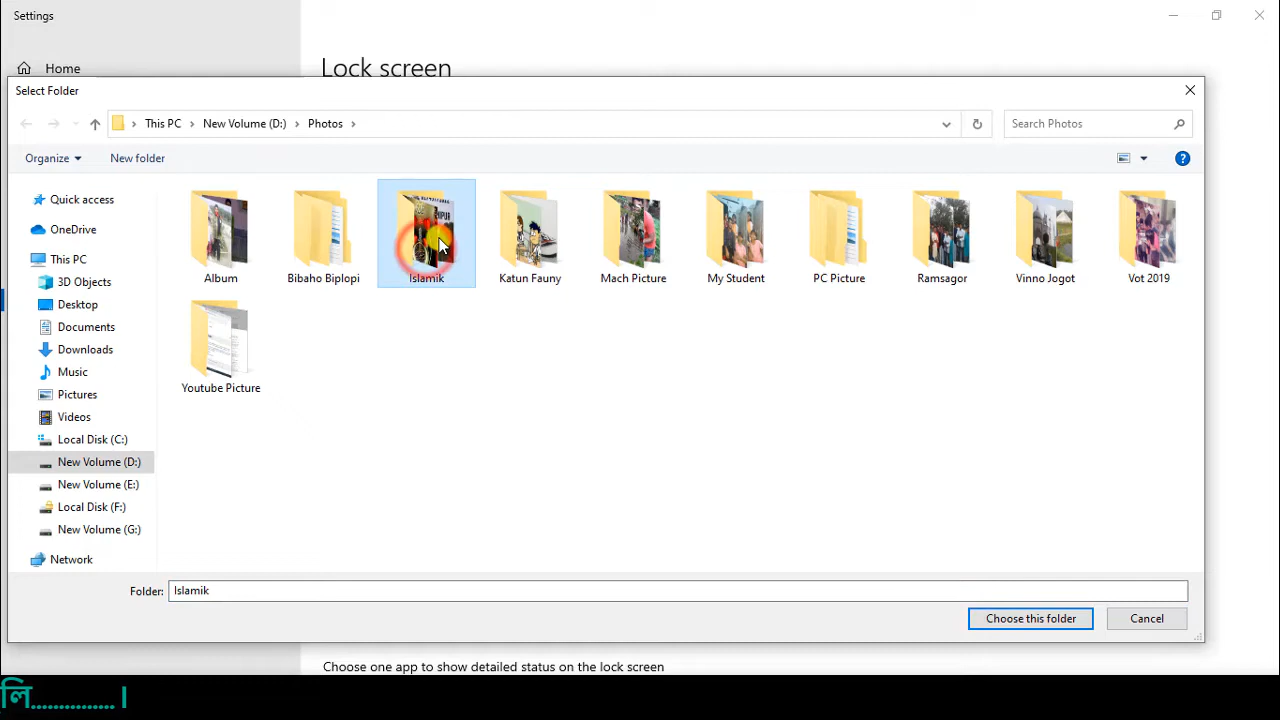 Settings
Home
Lock screen
Select Folder
This PC
New Volume (D:)
Photos
Search Photos
Organize
New folder
Quick access
OneDrive
This PC
3D Objects
Desktop
Documents
Downloads
Music
Pictures
Videos
Local Disk (C:)
New Volume (D:)
New Volume (E:)
Local Disk (F:)
New Volume (G:)
Network
Album
Bibaho Biplopi
Islamik
Katun Fauny
Mach Picture
My Student
PC Picture
Ramsagor
Vinno Jogot
Vot 2019
Youtube Picture
Folder:
Islamik
Choose this folder
Cancel
Choose one app to show detailed status on the lock screen
লি...............।